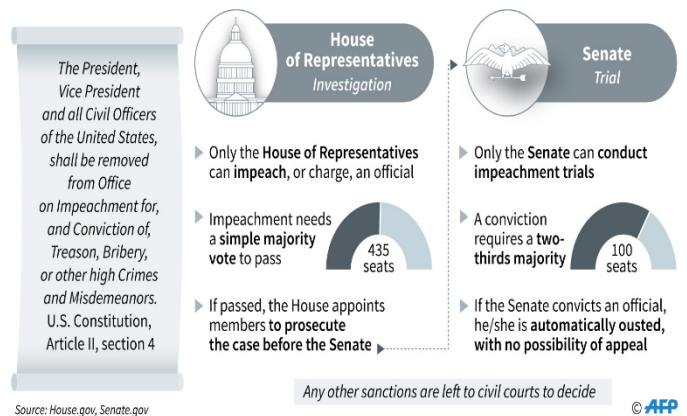 The President,
Vice President
and all Civil Officers
of the United States,
shall be removed
from Office
on Impeachment for,
and Conviction of,
Treason, Bribery,
or other high Crimes
and Misdemeanors.
U.S. Constitution,
Article II, section 4
House
of Representatives
Investigation
Only the House of Representatives
can impeach, or charge, an official
Impeachment needs
a simple majority
vote to pass
435
seats
If passed, the House appoints
members to prosecute
the case before the Senate
Senate
Trial
Only the Senate can conduct
impeachment trials
A conviction
requires a two-
thirds majority
100
seats
If the Senate convicts an official,
he/she is automatically ousted,
with no possibility of appeal
Any other sanctions are left to civil courts to decide
Source: House.gov, Senate.gov
© AFP